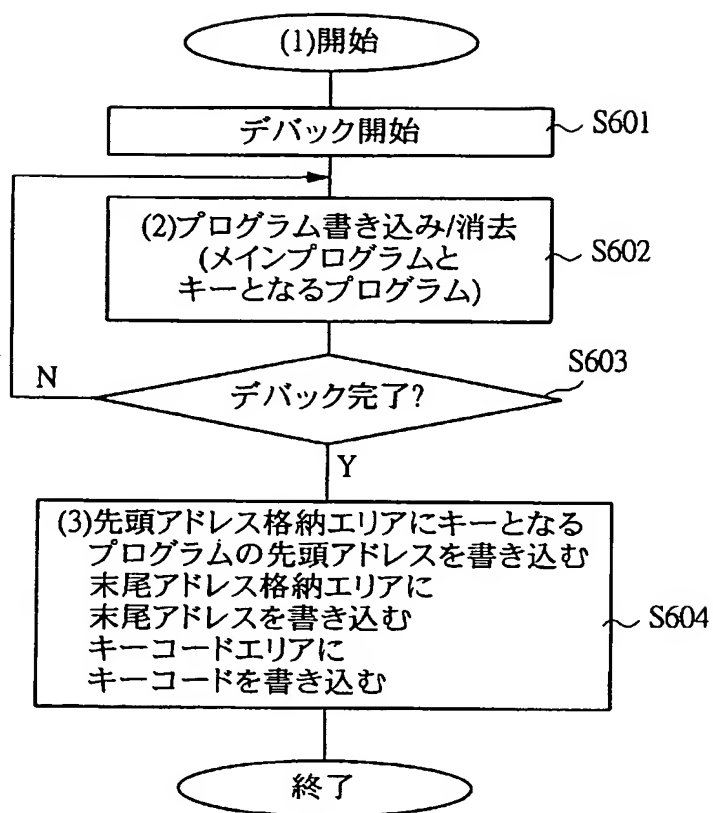 (1)開始
デバック開始
S601
(2)プログラム書き込み/消去
(メインプログラムと
キーとなるプログラム)
S602
S603
N
デバック完了?
Y
(3)先頭アドレス格納エリアにキーとなる
プログラムの先頭アドレスを書き込む
末尾アドレス格納エリアに
末尾アドレスを書き込む
キーコードエリアに
キーコードを書き込む
S604
終了